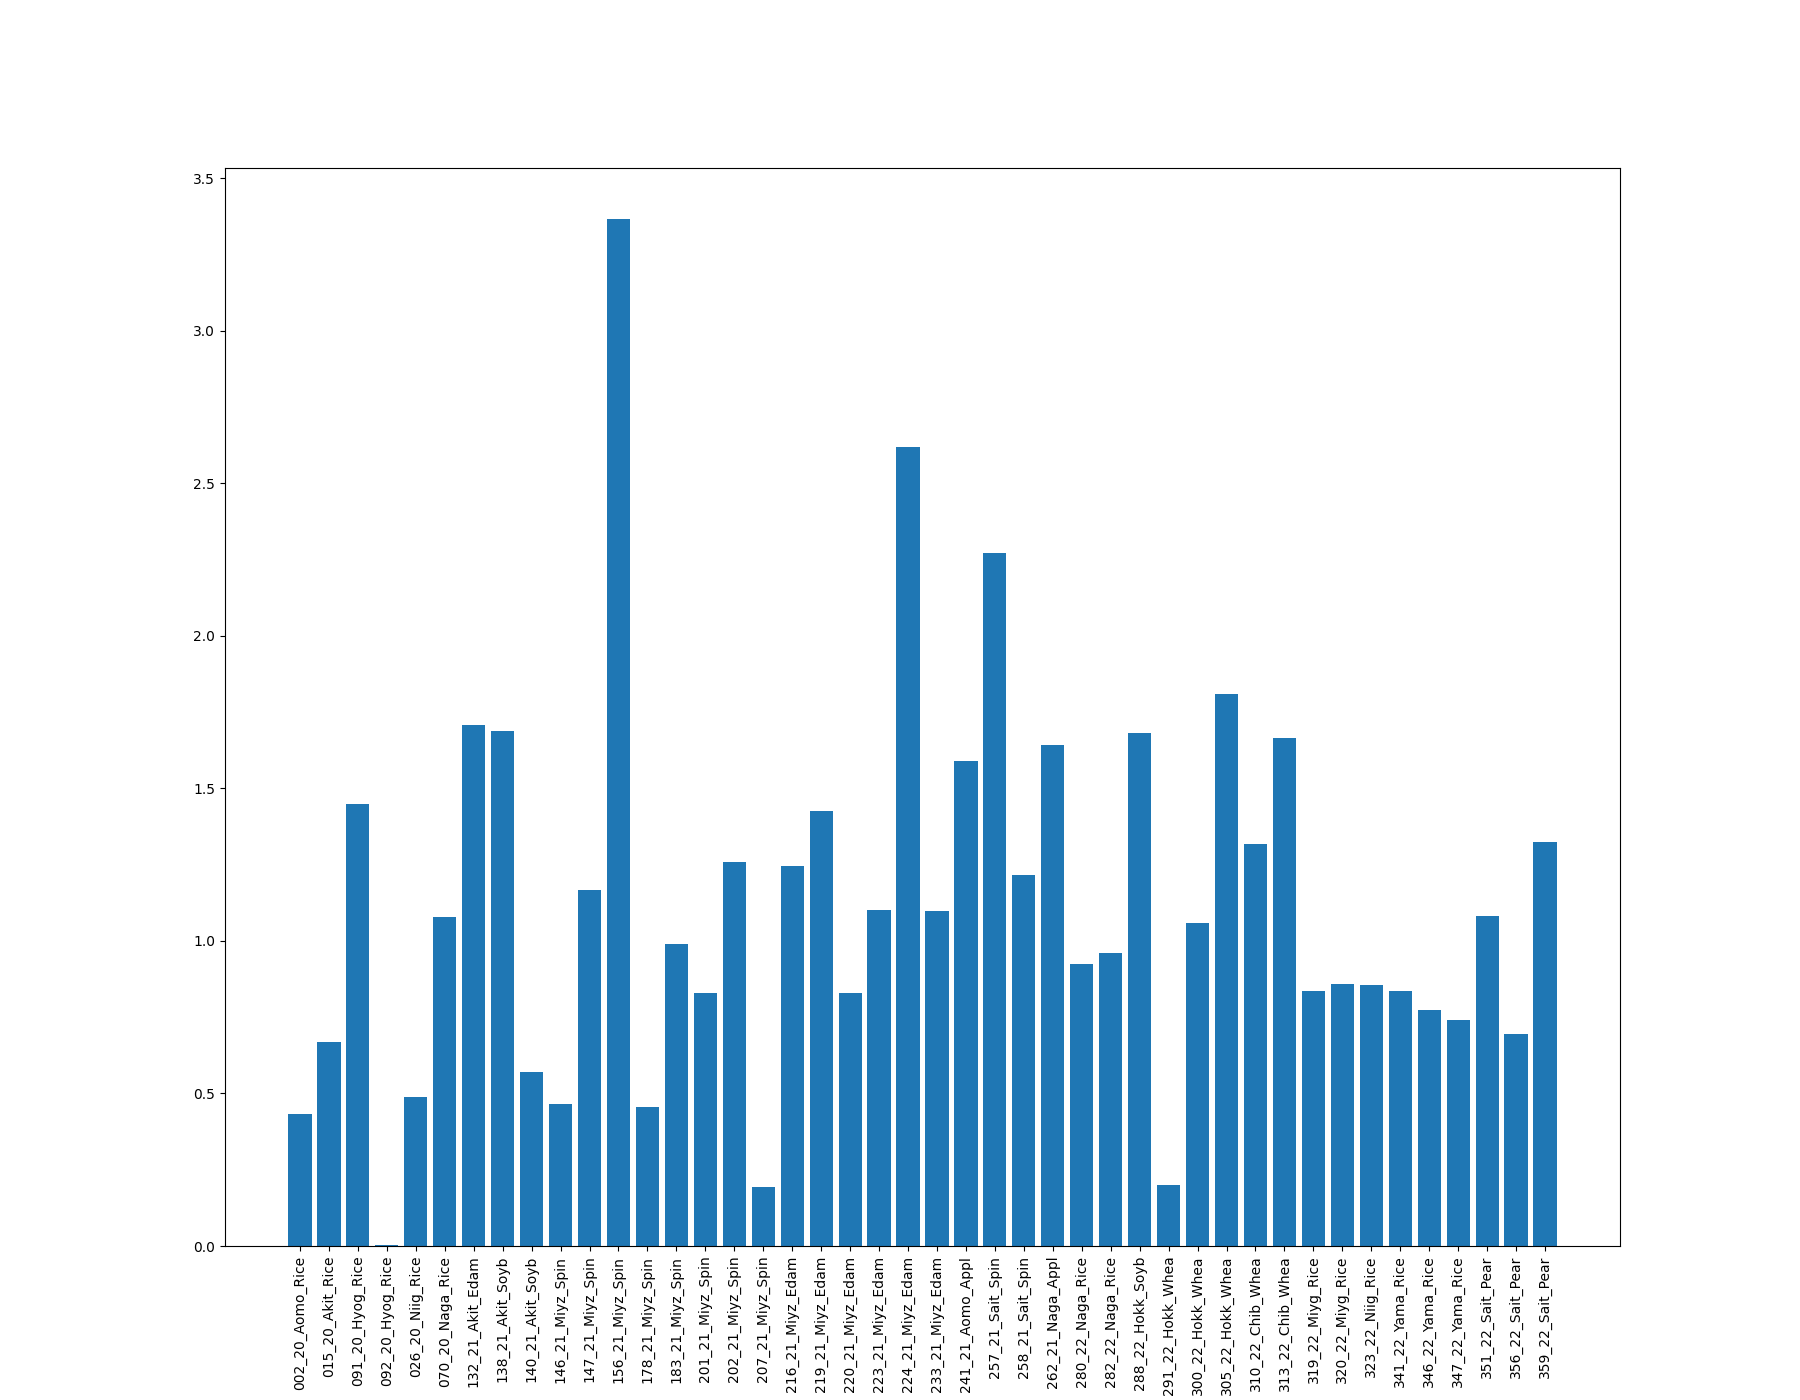 3.5
3.0
2.5
2.0
1.5
1.0
0.5
0.0
002_20_Aomo_Rice
015_20_Akit_Rice
091_20_Hyog_Rice
092_20_Hyog_Rice
026_20_Niig_Rice
070_20_Naga_Rice
132_21_Akit_Edam
138_21_Akit_Soyb
140_21_Akit_Soyb
146_21_Miyz_Spin
147_21_Miyz_Spin
156_21_Miyz_Spin
178_21_Miyz_Spin
183_21_Miyz_Spin
201_21_Miyz_Spin
202_21_Miyz_Spin
207_21_Miyz_Spin
216_21_Miyz_Edam
219_21_Miyz_Edam
220_21_Miyz_Edam
223_21_Miyz_Edam
224_21_Miyz_Edam
233_21_Miyz_Edam
241_21_Aomo_Appl
257_21_Sait_Spin
258_21_Sait_Spin
262_21_Naga_Appl
280_22_Naga_Rice
282_22_Naga_Rice
288_22_Hokk_Soyb
291_22_Hokk_Whea
300_22_Hokk_Whea
305_22_Hokk_Whea
310_22_Chib_Whea
313_22_Chib_Whea
319_22_Miyg_Rice
320_22_Miyg_Rice
323_22_Niig_Rice
341_22_Yama_Rice
346_22_Yama_Rice
347_22_Yama_Rice
351_22_Sait_Pear
356_22_Sait_Pear
359_22_Sait_Pear